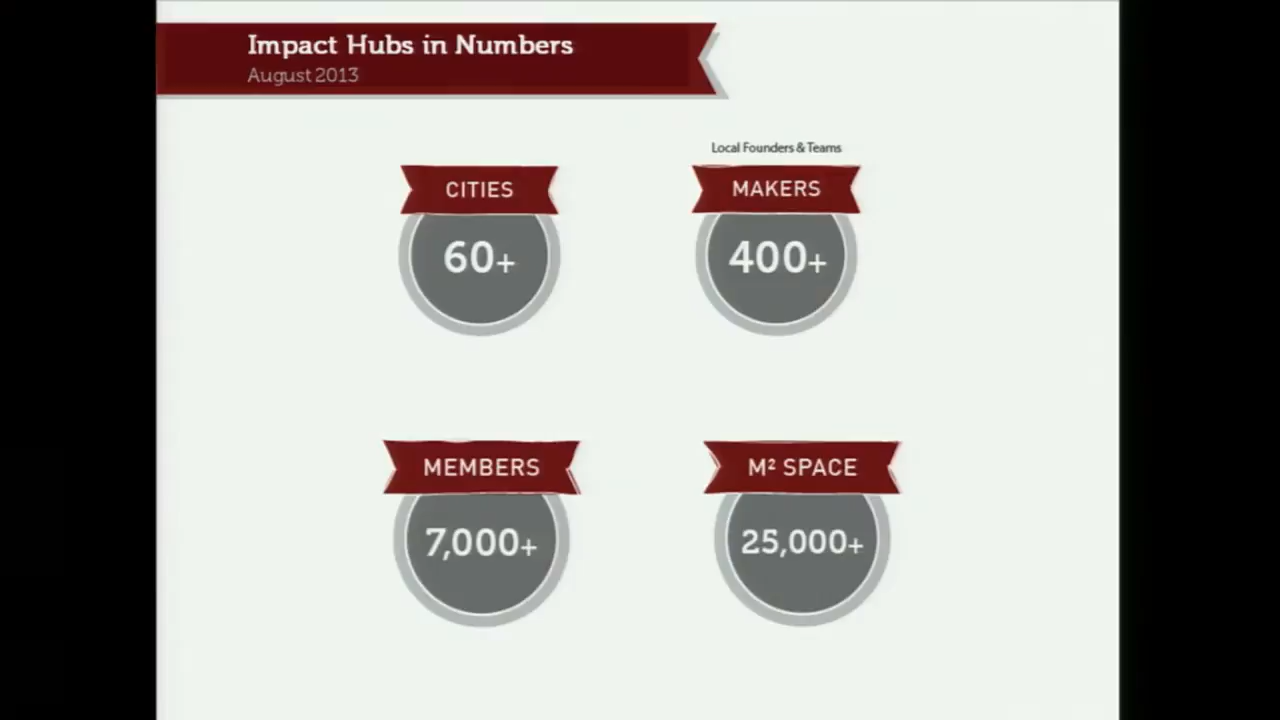 Impact Hubs in Numbers
August 2013
CITIES
60+
Local Founders & Teams
MAKERS
400+
MEMBERS
7,000+
M² SPACE
25,000+